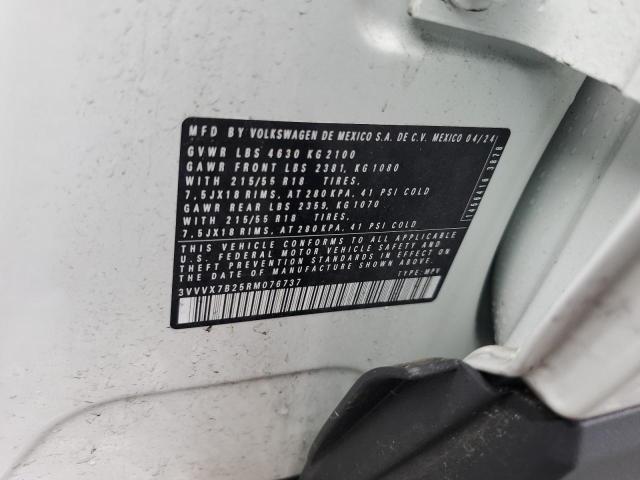 MFD BY VOLKSWAGEN DE MEXICO S.A. DE C.V. MEXICO 04/24
GVWR LBS 4630 KG 2100
GAWR FRONT LBS 2381, KG 1080
WITH 215/55 R18 TIRES,
7,5JX18 RIMS, AT 280 KPA, 41 PSI COLD
GAWR REAR LBS 2359, KG 1070
WITH 215/55 R18 TIRES,
7,5JX18 RIMS, AT 280 KPA, 41 PSI COLD
THIS VEHICLE CONFORMS TO ALL APPLICABLE
U.S. FEDERAL MOTOR VEHICLE SAFETY AND
THEFT PREVENTION STANDARDS IN EFFECT ON
THE DATE OF MANUFACTURE SHOWN ABOVE.
3VVVX7B25RM076737 TYPE: MPV
1456416 3878